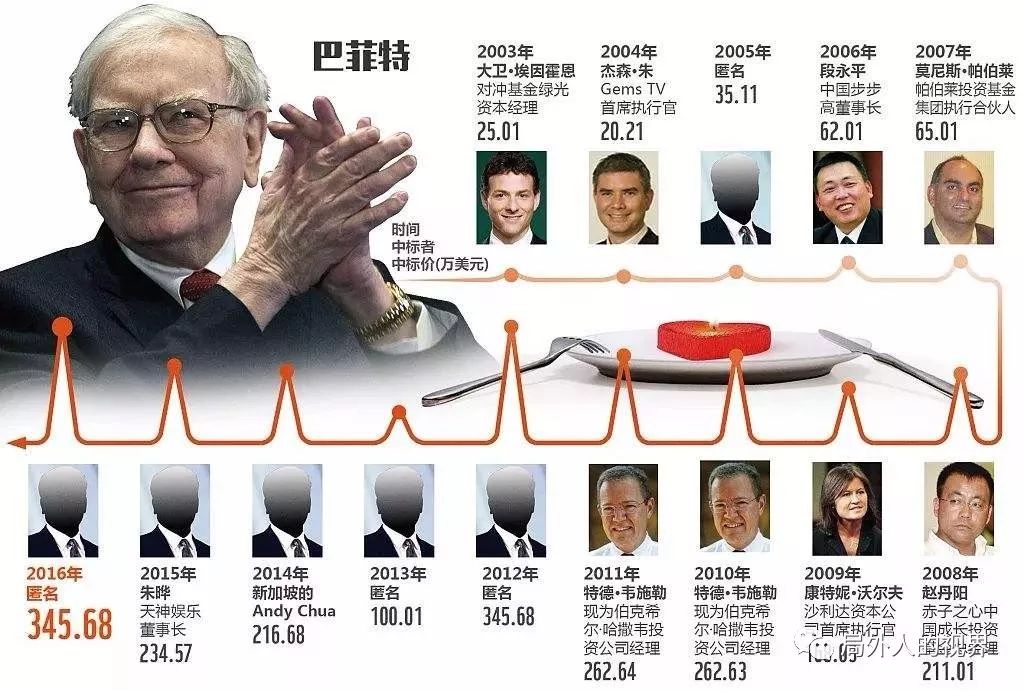 巴菲特
时间
中标者
中标价(万美元)
2003年
大卫·埃因霍恩
对冲基金绿光
资本经理
25.01
2004年
杰森·朱
Gems TV
首席执行官
20.21
2005年
匿名
35.11
2006年
段永平
中国步步
高董事长
62.01
2007年
莫尼斯·帕伯莱
帕伯莱投资基金
集团执行合伙人
65.01
2016年
匿名
345.68
2015年
朱晔
天神娱乐
董事长
234.57
2014年
新加坡的
Andy Chua
216.68
2013年
匿名
100.01
2012年
匿名
345.68
2011年
特德·韦施勒
现为伯克希
尔·哈撒韦投
资公司经理
262.64
2010年
特德·韦施勒
现为伯克希
尔·哈撒韦投
资公司经理
262.63
2009年
康特妮·沃尔夫
沙利达资本公
司首席执行官
2008年
赵丹阳
赤子之心中
国成长投资
经理
211.01
局外人的视界